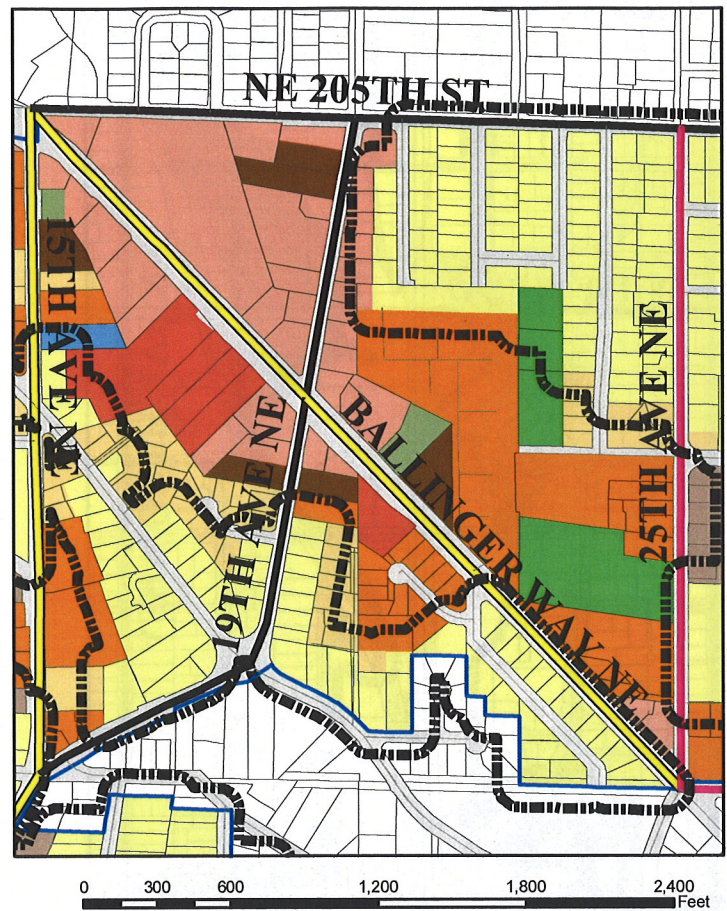 NE 205TH ST
15TH AVE NE
BALLINGER WAY NE
19TH AVE NE
25TH AVE NE
0 300 600 1,200 1,800 2,400
Feet